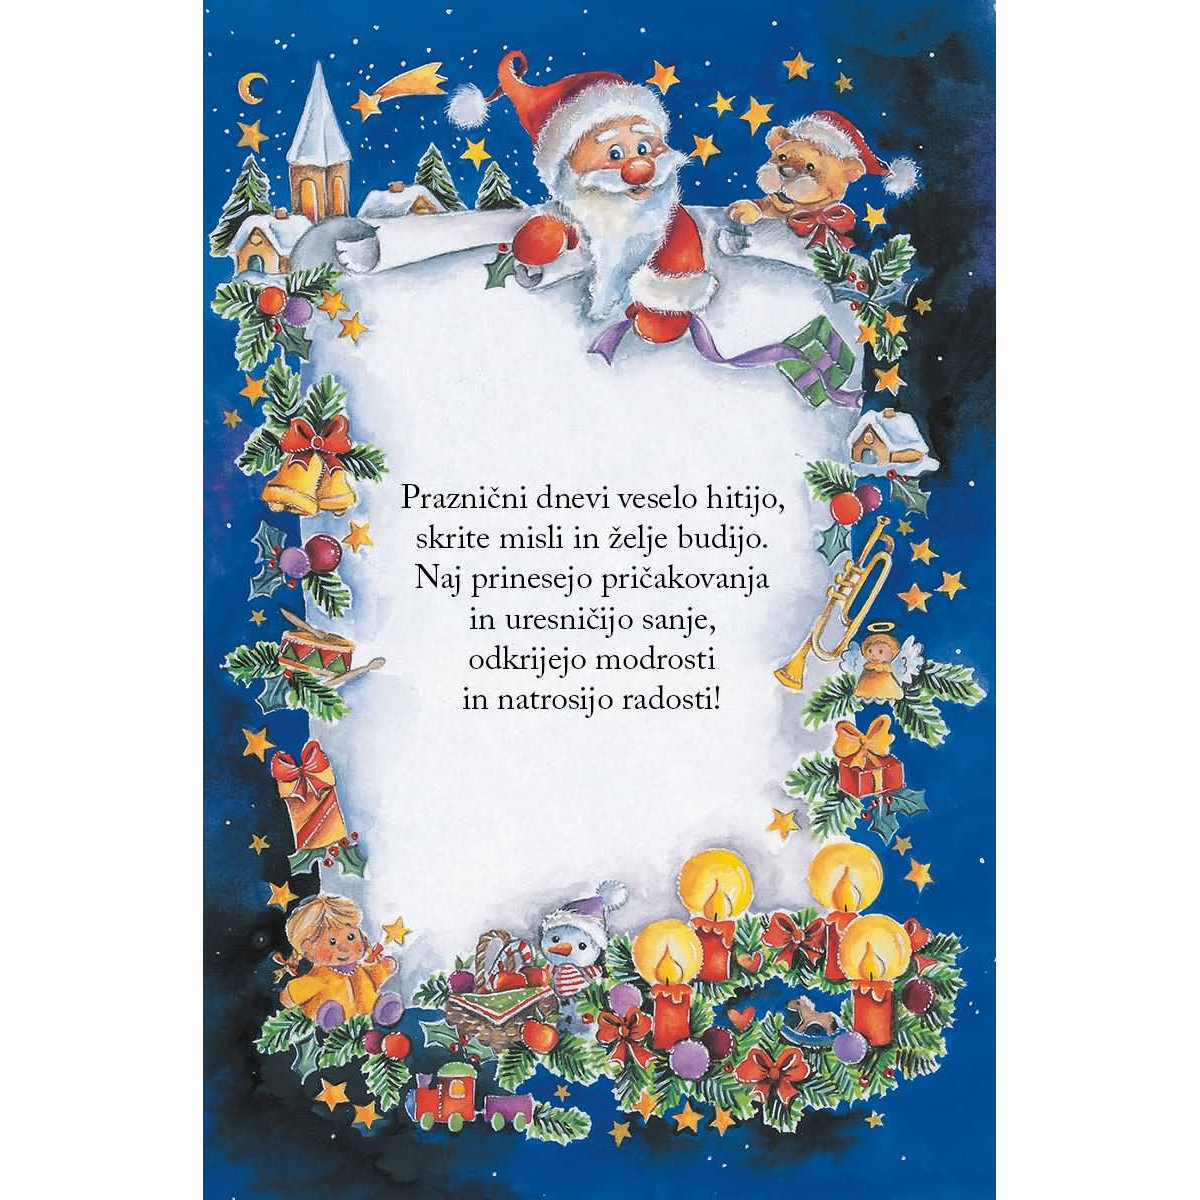 Praznični dnevi veselo hitijo,
skrite misli in želje budijo.
Naj prinesejo pričakovanja
in uresničijo sanje,
odkrijejo modrosti
in natrosijo radosti!